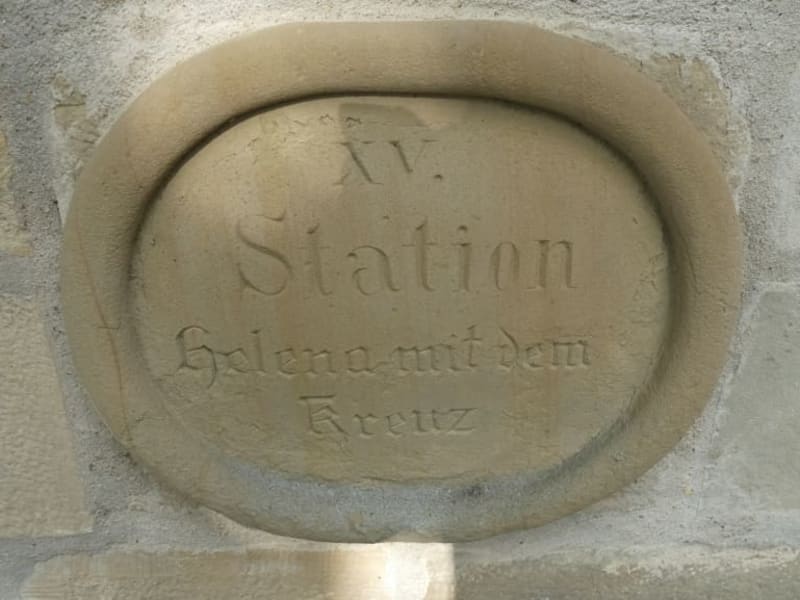 XV.
Station
Helena mit dem
Kreuz